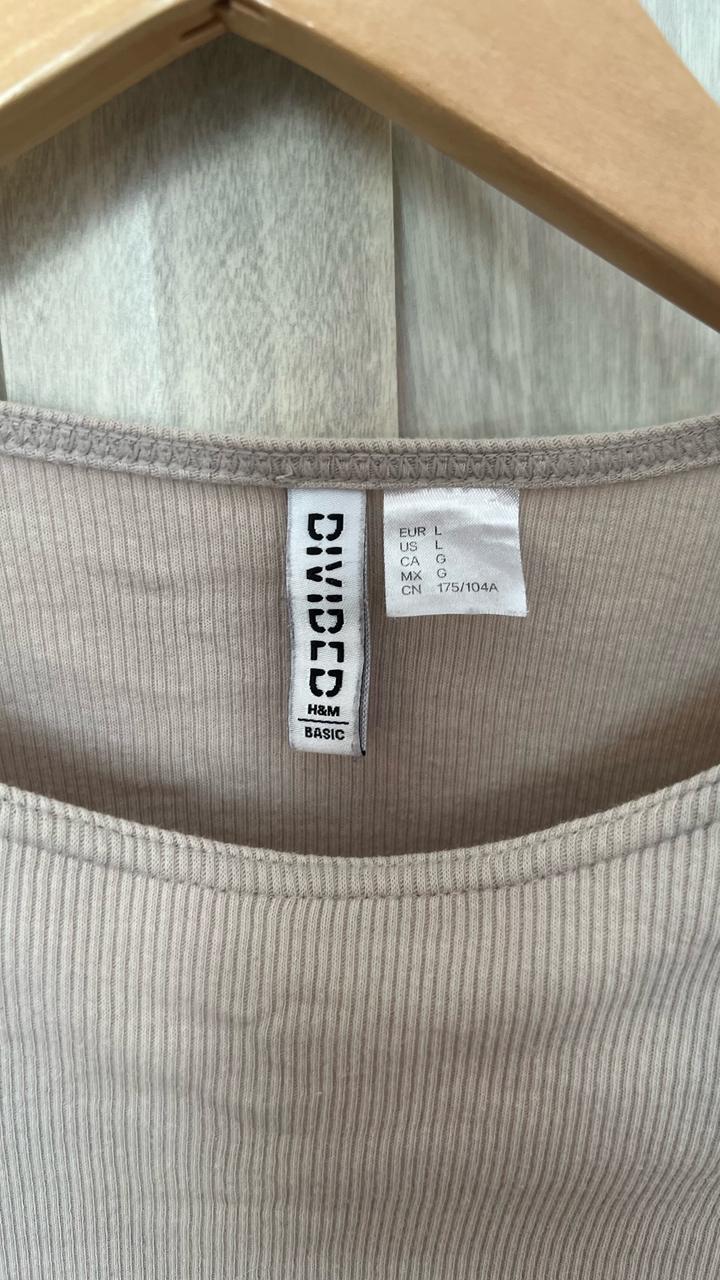 DIVIDED
H&M
BASIC
EUR L
US L
CA G
MX G
CN 175/104A